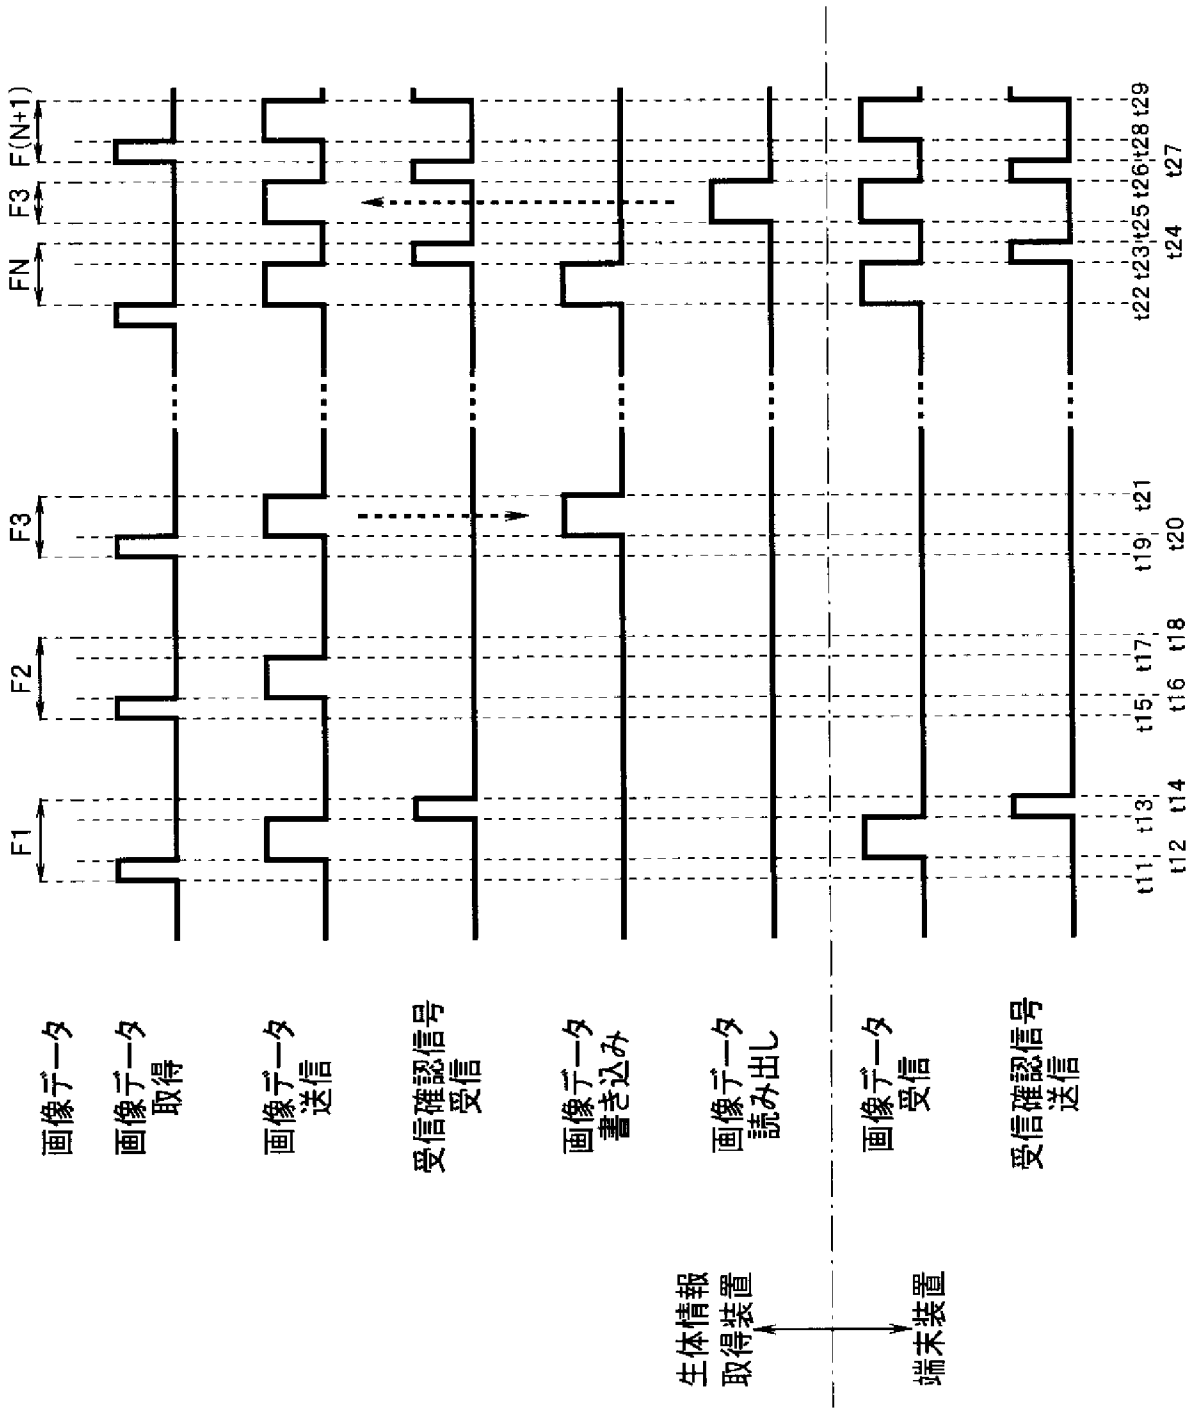 画像データ
F1
F2
F3
FN
F3
F(N+1)
画像データ
取得
画像データ
送信
受信確認信号
受信
画像データ
書き込み
画像データ
読み出し
生体情報
取得装置
端末装置
画像データ
受信
受信確認信号
送信
t11
t12
t13
t14
t15
t16
t17
t18
t19
t20
t21
t22
t23
t24
t25
t26
t27
t28
t29